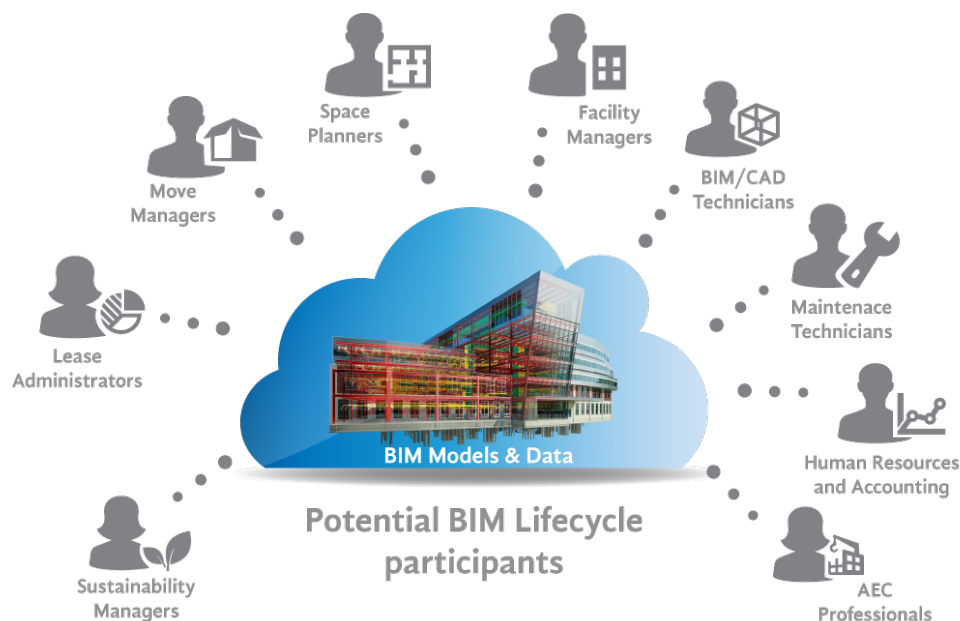 Space
Planners
Facility
Managers
BIM/CAD
Technicians
Move
Managers
Maintenace
Technicians
Lease
Administrators
BIM Models & Data
Human Resources
and Accounting
Potential BIM Lifecycle
participants
Sustainability
Managers
AEC
Professionals